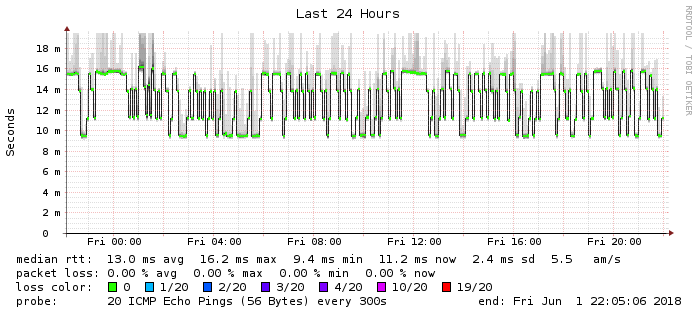 Last 24 Hours
RRDTOOL / TOBI OETIKER
Seconds
18 m
16 m
14 m
12 m
10 m
8 m
6 m
4 m
2 m
0
Fri 00:00 Fri 04:00 Fri 08:00 Fri 12:00 Fri 16:00 Fri 20:00
median rtt: 13.0 ms avg 16.2 ms max 9.4 ms min 11.2 ms now 2.4 ms sd 5.5 am/s
packet loss: 0.00 % avg 0.00 % max 0.00 % min 0.00 % now
loss color: 0 1/20 2/20 3/20 4/20 10/20 19/20
probe: 20 ICMP Echo Pings (56 Bytes) every 300s end: Fri Jun 1 22:05:06 2018